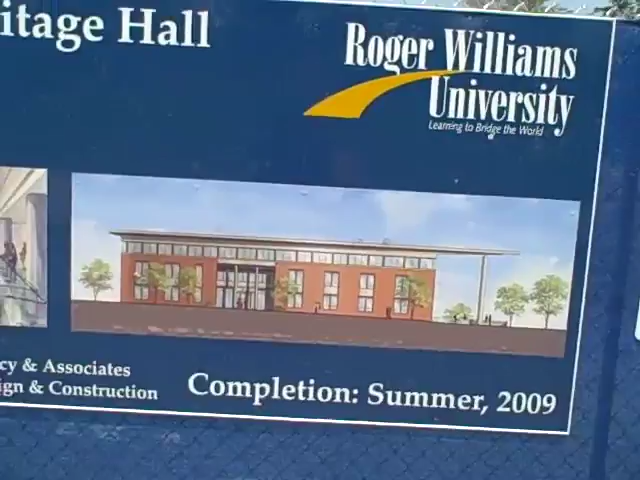 itage Hall
Roger Williams
University
Learning to Bridge the World
cy & Associates
ign & Construction
Completion: Summer, 2009